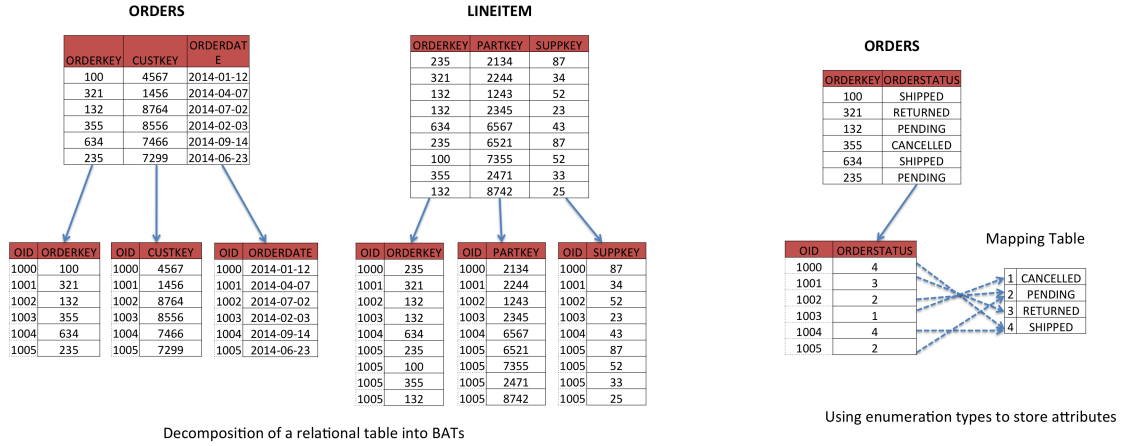 ORDERS
ORDERKEY CUSTKEY ORDERDAT
E
100 4567 2014-01-12
321 1456 2014-04-07
132 8764 2014-07-02
355 8556 2014-02-03
634 7466 2014-09-14
235 7299 2014-06-23
OID ORDERKEY
1000 100
1001 321
1002 132
1003 355
1004 634
1005 235
OID CUSTKEY
1000 4567
1001 1456
1002 8764
1003 8556
1004 7466
1005 7299
OID ORDERDATE
1000 2014-01-12
1001 2014-04-07
1002 2014-07-02
1003 2014-02-03
1004 2014-09-14
1005 2014-06-23
LINEITEM
ORDERKEY PARTKEY SUPPKEY
235 2134 87
321 2244 34
132 1243 52
132 2345 23
634 6567 43
235 6521 87
100 7355 52
355 2471 33
132 8742 25
OID ORDERKEY
1000 235
1001 321
1002 132
1003 132
1004 634
1005 235
1005 100
1005 355
1005 132
OID PARTKEY
1000 2134
1001 2244
1002 1243
1003 2345
1004 6567
1005 6521
1005 7355
1005 2471
1005 8742
OID SUPPKEY
1000 87
1001 34
1002 52
1003 23
1004 43
1005 87
1005 52
1005 33
1005 25
Decomposition of a relational table into BATs
ORDERS
ORDERKEY ORDERSTATUS
100 SHIPPED
321 RETURNED
132 PENDING
355 CANCELLED
634 SHIPPED
235 PENDING
OID ORDERSTATUS
1000 4
1001 3
1002 2
1003 1
1004 4
1005 2
Mapping Table
1 CANCELLED
2 PENDING
3 RETURNED
4 SHIPPED
Using enumeration types to store attributes